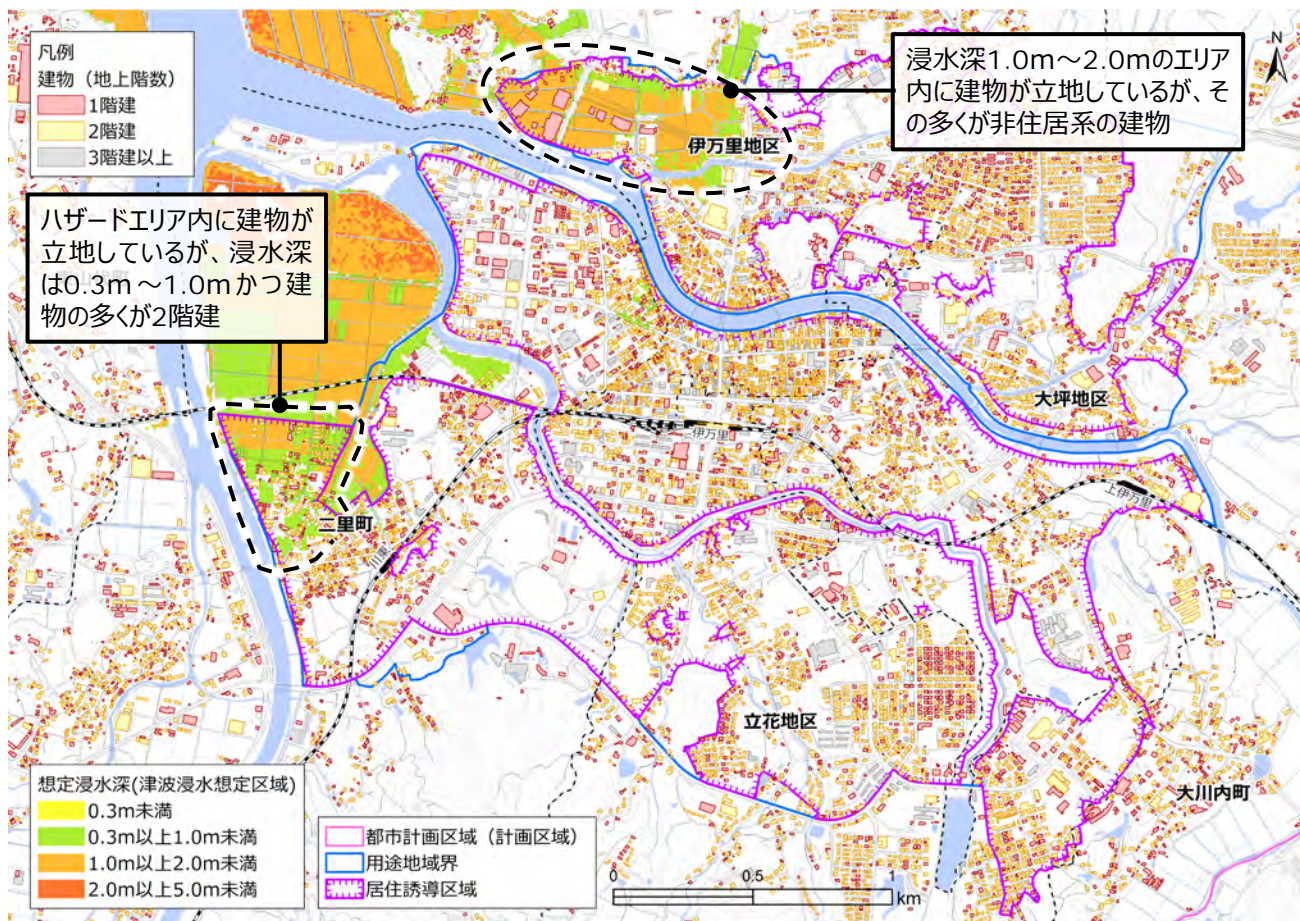 凡例
建物（地上階数）
1階建
2階建
3階建以上
浸水深1.0m～2.0mのエリア
内に建物が立地しているが、そ
の多くが非住居系の建物
N
伊万里地区
ハザードエリア内に建物が
立地しているが、浸水深
は0.3m～1.0mかつ建
物の多くが2階建
大坪地区
伊万里
上伊万里
二里町
川東
立花地区
大川内町
想定浸水深(津波浸水想定区域)
0.3m未満
0.3m以上1.0m未満
1.0m以上2.0m未満
2.0m以上5.0m未満
都市計画区域（計画区域）
用途地域界
居住誘導区域
0 0.5 1
km